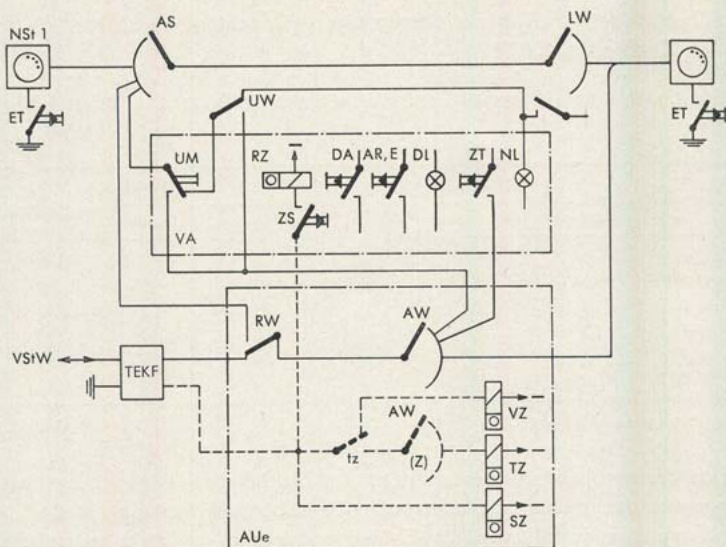 NSt 1
AS
LW
ET
UW
ET
UM
RZ
DA
AR, E
DL
ZT
NL
ZS
VA
RW
AW
VStW
TEKF
VZ
AW
tz
(Z)
TZ
SZ
AUe